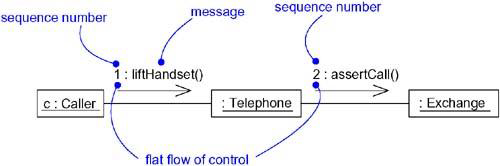 message
sequence number
sequence number
1 : liftHandset()
2 : assertCall()
c : Caller
: Telephone
: Exchange
flat flow of control